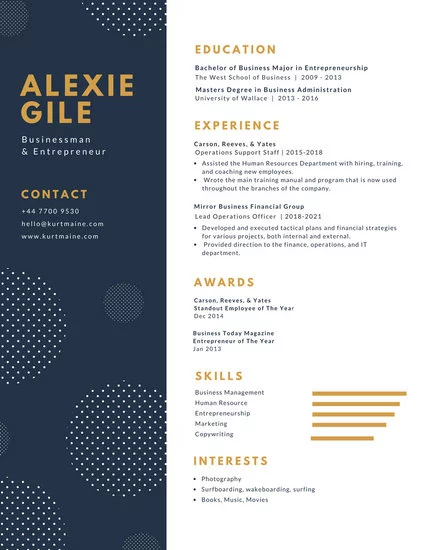 ALEXIE
GILE
Businessman
& Entrepreneur
CONTACT
+44 7700 9530
hello@kurtmaine.com
www.kurtmaine.com
EDUCATION
Bachelor of Business Major in Entrepreneurship
The West School of Business | 2009 - 2013
Masters Degree in Business Administration
University of Wallace | 2013 - 2016
EXPERIENCE
Carson, Reeves, & Yates
Operations Support Staff | 2015-2018
• Assisted the Human Resources Department with hiring, training,
and coaching new employees.
• Wrote the main training manual and program that is now used
throughout the branches of the company.
Mirror Business Financial Group
Lead Operations Officer | 2018-2021
• Developed and executed tactical plans and financial strategies
for various projects, both internal and external.
• Provided direction to the finance, operations, and IT
department.
AWARDS
Carson, Reeves, & Yates
Standout Employee of The Year
Dec 2014
Business Today Magazine
Entrepreneur of The Year
Jan 2013
SKILLS
Business Management
Human Resource
Entrepreneurship
Marketing
Copywriting
INTERESTS
• Photography
• Surfboarding, wakeboarding, surfing
• Books, Music, Movies